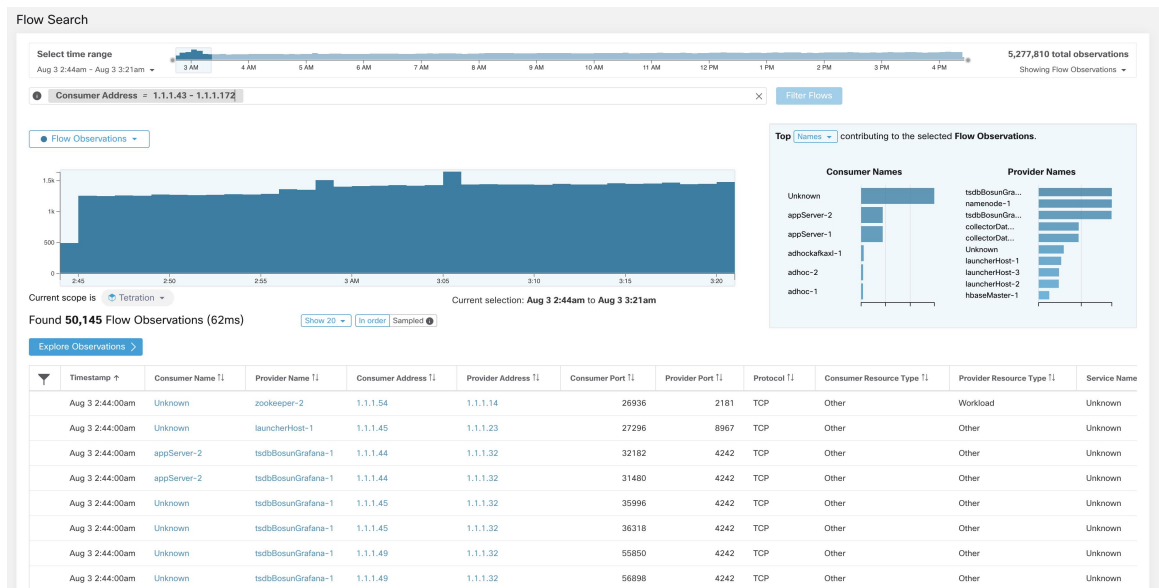 Flow Search
Select time range
Aug 3 2:44am - Aug 3 3:21am
3 AM 4 AM 5 AM 6 AM 7 AM 8 AM 9 AM 10 AM 11 AM 12 PM 1 PM 2 PM 3 PM 4 PM
5,277,810 total observations
Showing Flow Observations
Consumer Address = 1.1.1.43 - 1.1.1.172
Filter Flows
Flow Observations
1.5k
1k
500
0
2:45 2:50 2:55 3 AM 3:05 3:10 3:15 3:20
Top Names contributing to the selected Flow Observations.
Consumer Names
Unknown
appServer-2
appServer-1
adhockafkaxl-1
adhoc-2
adhoc-1
Provider Names
tsdbBosunGra...
namenode-1
tsdbBosunGra...
collectorDat...
collectorDat...
Unknown
launcherHost-1
launcherHost-3
launcherHost-2
hbaseMaster-1
Current scope is Tetration
Current selection: Aug 3 2:44am to Aug 3 3:21am
Found 50,145 Flow Observations (62ms)
Show 20 In order Sampled
Explore Observations
Timestamp Consumer Name Provider Name Consumer Address Provider Address Consumer Port Provider Port Protocol Consumer Resource Type Provider Resource Type Service Name
Aug 3 2:44:00am Unknown zookeeper-2 1.1.1.54 1.1.1.14 26936 2181 TCP Other Workload Unknown
Aug 3 2:44:00am Unknown launcherHost-1 1.1.1.45 1.1.1.23 27296 8967 TCP Other Other Unknown
Aug 3 2:44:00am appServer-2 tsdbBosunGrafana-1 1.1.1.44 1.1.1.32 32182 4242 TCP Other Other Unknown
Aug 3 2:44:00am appServer-2 tsdbBosunGrafana-1 1.1.1.44 1.1.1.32 31480 4242 TCP Other Other Unknown
Aug 3 2:44:00am Unknown tsdbBosunGrafana-1 1.1.1.45 1.1.1.32 35996 4242 TCP Other Other Unknown
Aug 3 2:44:00am Unknown tsdbBosunGrafana-1 1.1.1.45 1.1.1.32 36318 4242 TCP Other Other Unknown
Aug 3 2:44:00am Unknown tsdbBosunGrafana-1 1.1.1.49 1.1.1.32 55850 4242 TCP Other Other Unknown
Aug 3 2:44:00am Unknown tsdbBosunGrafana-1 1.1.1.49 1.1.1.32 56898 4242 TCP Other Other Unknown